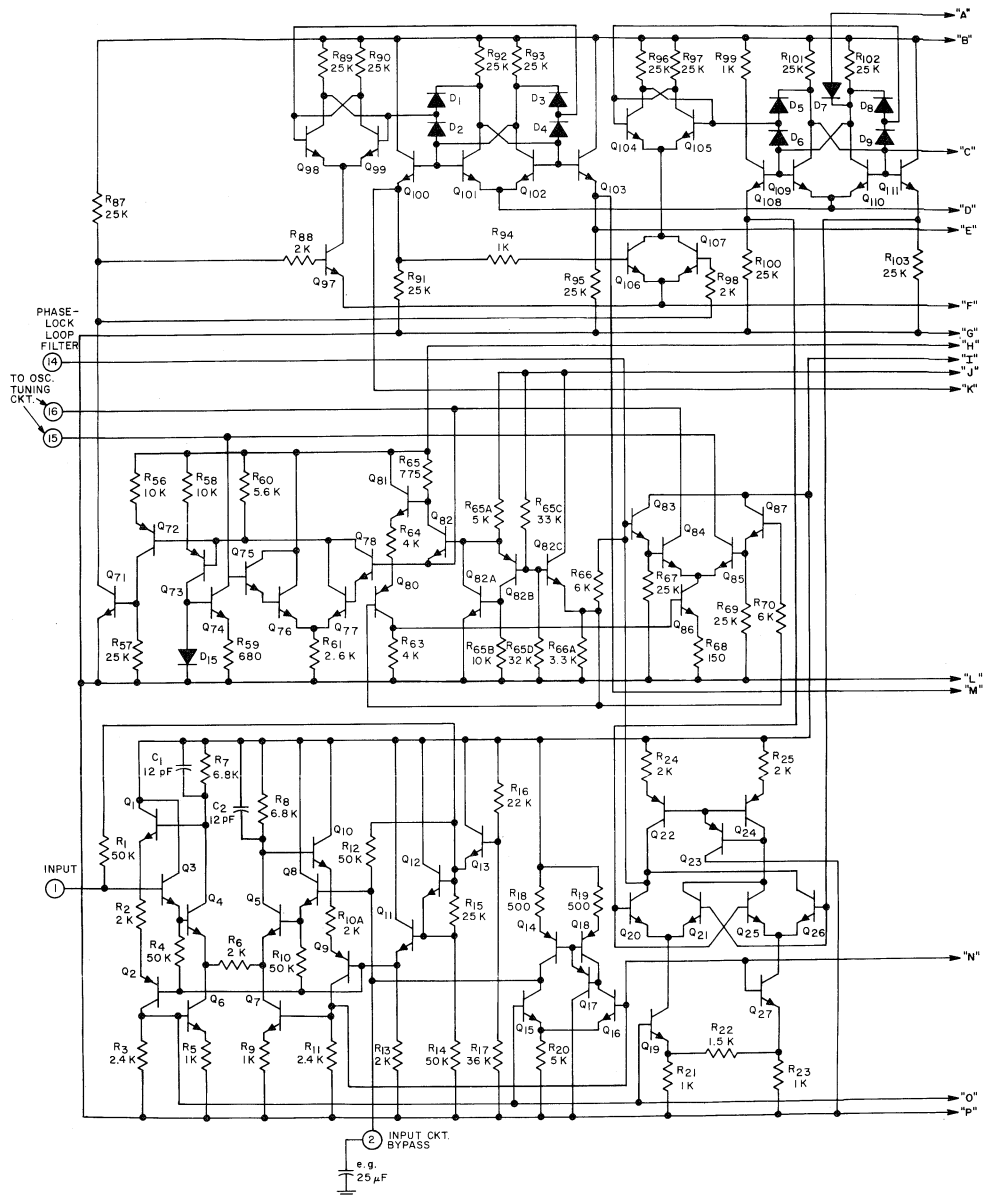 "A"
"B"
R89
25K
R90
25K
R92
25K
R93
25K
R96
25K
R97
25K
R99
1K
R101
25K
R102
25K
D1
D3
D5
D7
D8
D2
D4
D6
D9
"C"
Q98
Q99
Q100
Q101
Q102
Q103
Q104
Q105
Q109
Q108
Q110
Q111
"D"
R87
25K
"E"
R88
2K
R94
1K
Q107
Q97
R91
25K
R95
25K
Q106
R98
2K
R100
25K
R103
25K
"F"
PHASE-
LOCK
LOOP
FILTER
14
"G"
"H"
"I"
"J"
"K"
TO OSC.
TUNING
CKT.
16
15
R56
10K
R58
10K
R60
5.6K
Q81
R65
775
R65A
5K
R65C
33K
Q83
Q87
Q72
R64
4K
Q82
Q84
Q75
Q78
Q82C
Q71
Q73
Q80
Q82A
Q82B
R66
6K
R67
25K
Q85
R70
6K
Q74
Q76
Q77
Q86
R69
25K
R57
25K
D15
R59
680
R61
2.6K
R63
4K
R65B
10K
R65D
32K
R66A
3.3K
R68
150
"L"
"M"
C1
12 pF
R7
6.8K
R24
2K
R25
2K
Q1
C2
12pF
R8
6.8K
R16
22K
Q10
R1
50K
R12
50K
Q22
Q24
Q3
Q8
Q12
Q13
Q23
INPUT
1
R2
2K
Q4
Q5
R15
25K
R18
500
R19
500
R10A
2K
Q11
Q14
Q18
Q20
Q21
Q25
Q26
R4
50K
R6
2K
R10
50K
Q9
Q2
Q6
Q7
Q17
"N"
Q15
Q16
Q27
R3
2.4K
R5
1K
R9
1K
R11
2.4K
R13
2K
R14
50K
R17
36K
R20
5K
Q19
R22
1.5K
R21
1K
R23
1K
"O"
"P"
2
INPUT CKT.
BYPASS
e.g.
25µF